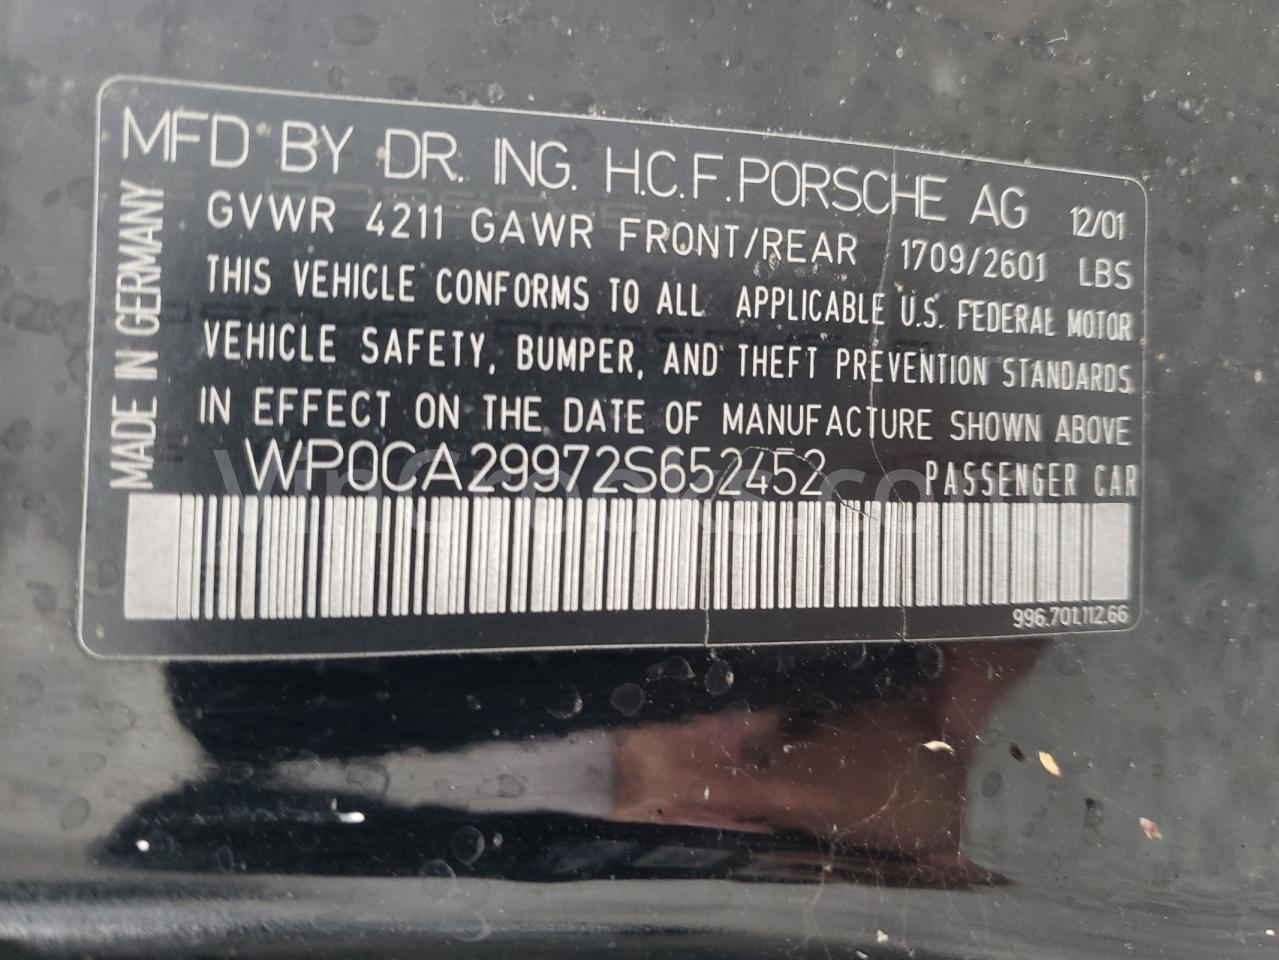 MFD BY DR. ING. H.C.F. PORSCHE AG 12/01
GVWR 4211 GAWR FRONT/REAR 1709/2601 LBS
THIS VEHICLE CONFORMS TO ALL APPLICABLE U.S. FEDERAL MOTOR
VEHICLE SAFETY, BUMPER, AND THEFT PREVENTION STANDARDS
IN EFFECT ON THE DATE OF MANUFACTURE SHOWN ABOVE
WP0CA29972S652452 PASSENGER CAR
996.701.112.66
MADE IN GERMANY